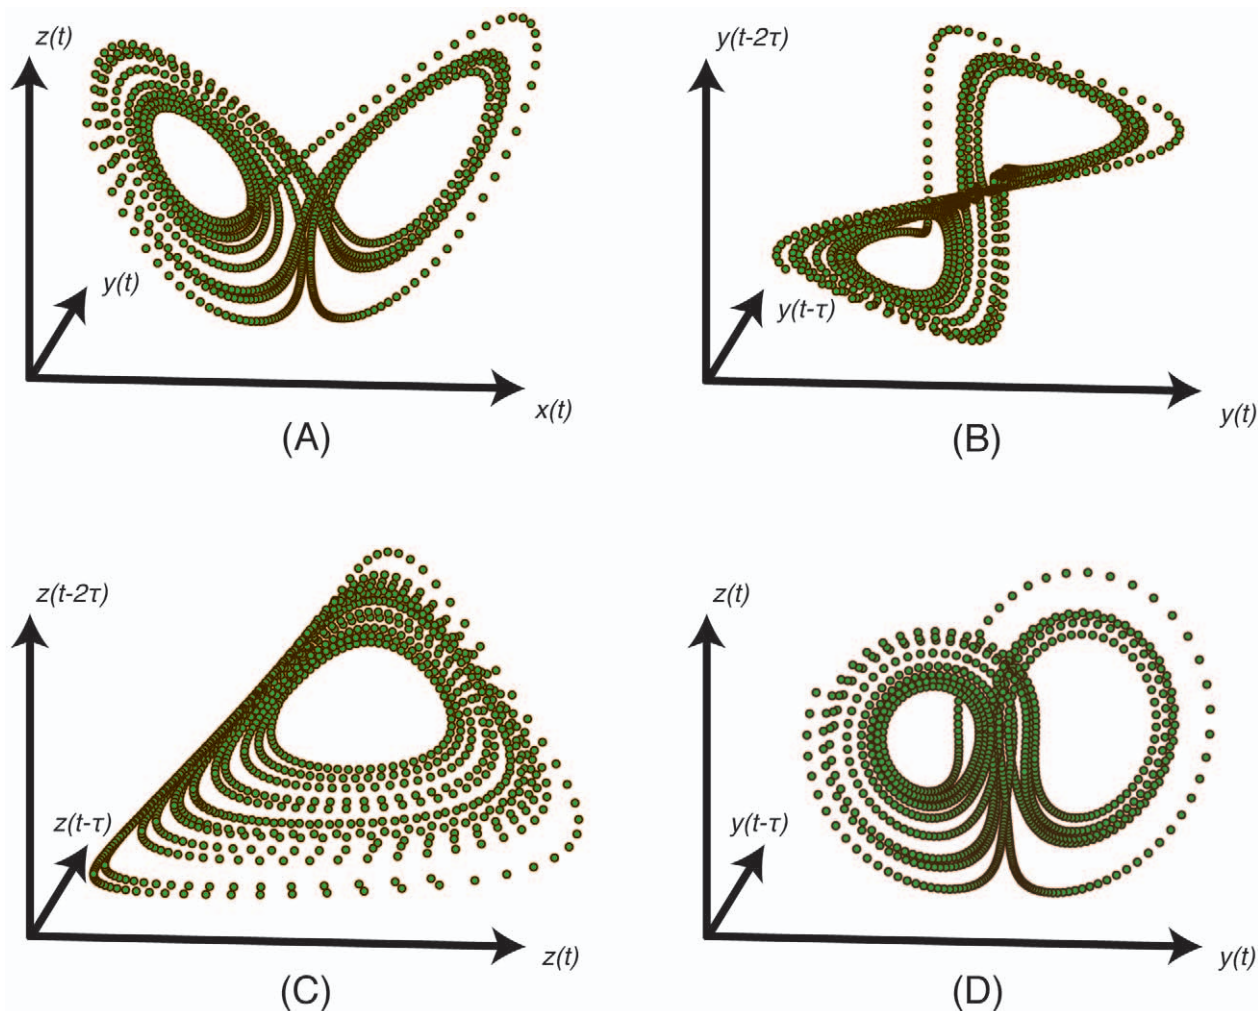 z(t)
y(t)
x(t)
(A)
y(t-2τ)
y(t-τ)
y(t)
(B)
z(t-2τ)
z(t-τ)
z(t)
(C)
z(t)
y(t-τ)
y(t)
(D)